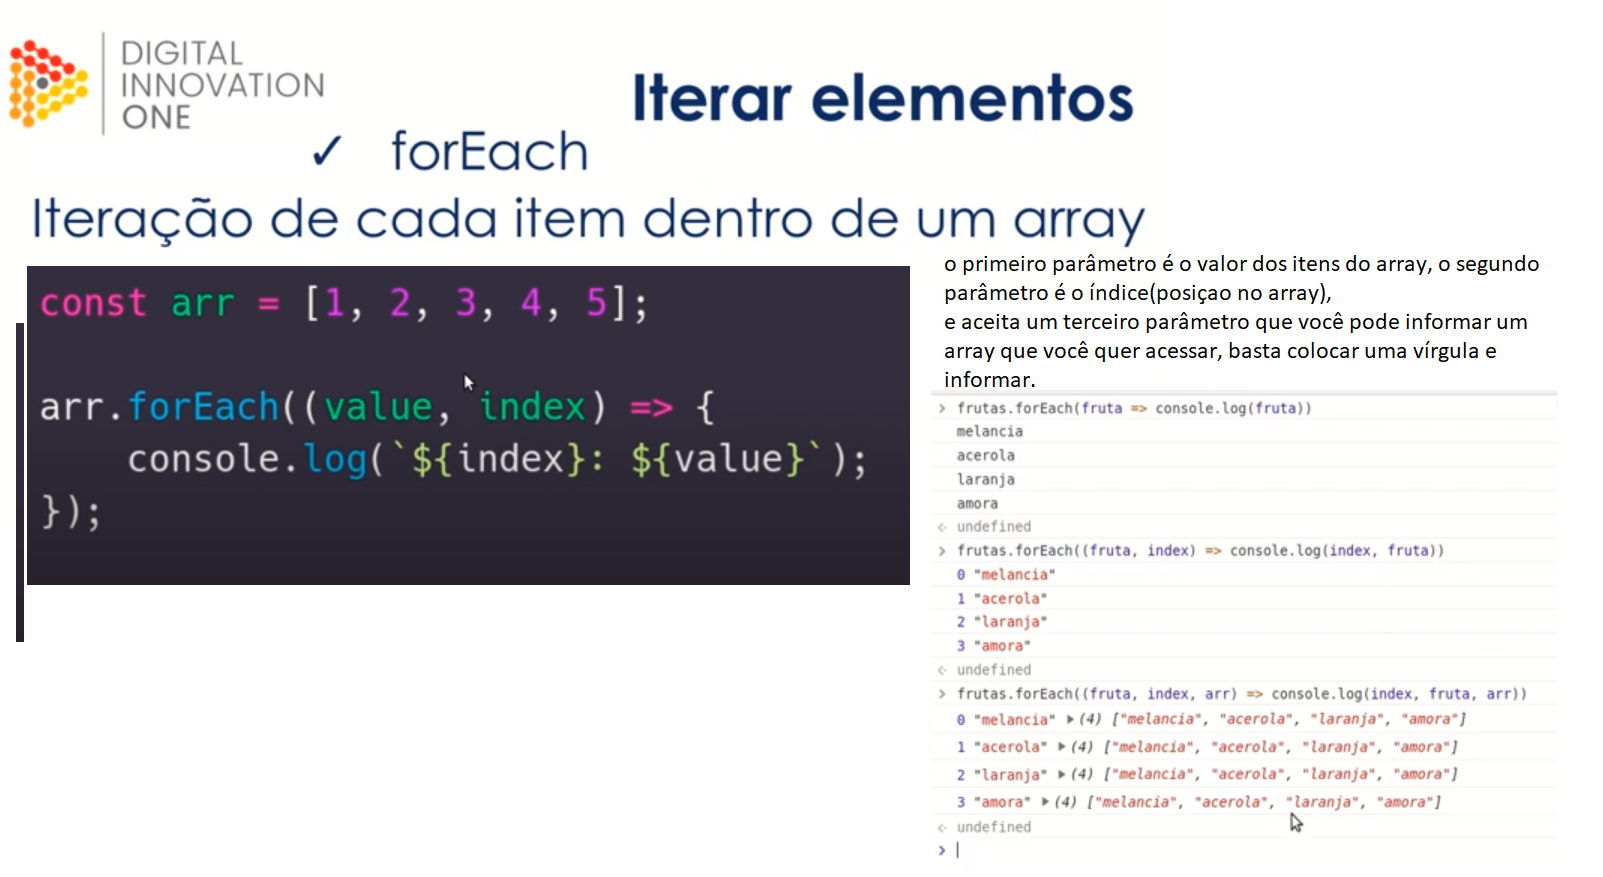 DIGITAL
INNOVATION
ONE
Iterar elementos
✓ forEach
Iteração de cada item dentro de um array
const arr = [1, 2, 3, 4, 5];
arr.forEach((value, index) => {
    console.log(`${index}: ${value}`);
});
o primeiro parâmetro é o valor dos itens do array, o segundo
parâmetro é o índice(posiçao no array),
e aceita um terceiro parâmetro que você pode informar um
array que você quer acessar, basta colocar uma vírgula e
informar.
> frutas.forEach(fruta => console.log(fruta))
melancia
acerola
laranja
amora
< undefined
> frutas.forEach((fruta, index) => console.log(index, fruta))
0 "melancia"
1 "acerola"
2 "laranja"
3 "amora"
< undefined
> frutas.forEach((fruta, index, arr) => console.log(index, fruta, arr))
0 "melancia" ▶ (4) ["melancia", "acerola", "laranja", "amora"]
1 "acerola" ▶ (4) ["melancia", "acerola", "laranja", "amora"]
2 "laranja" ▶ (4) ["melancia", "acerola", "laranja", "amora"]
3 "amora" ▶ (4) ["melancia", "acerola", "laranja", "amora"]
< undefined
>